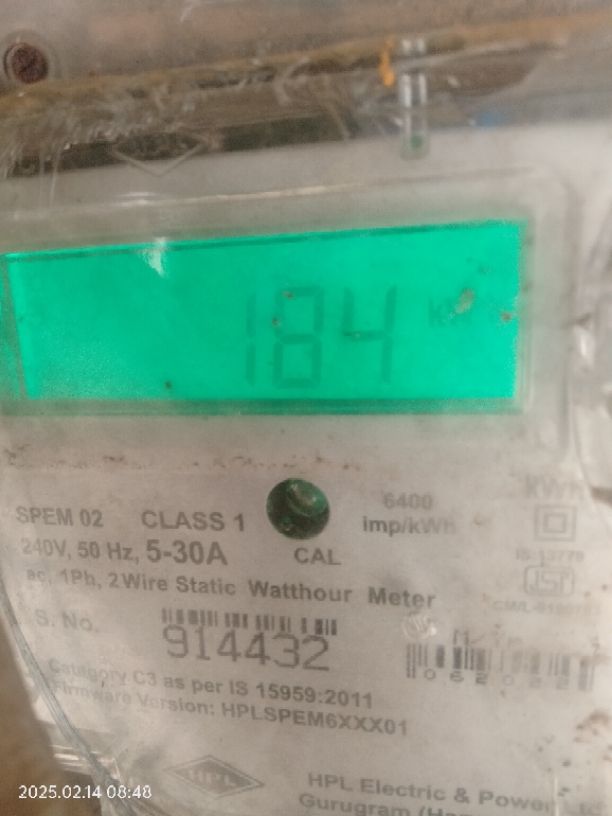 184
KWH
SPEM 02 CLASS 1 6400
imp/kWh
240V, 50 Hz, 5-30A CAL
ac, 1Ph, 2Wire Static Watthour Meter
S. No.
914432
Category C3 as per IS 15959:2011
Firmware Version: HPLSPEM6XXX01
HPL
HPL Electric & Power Ltd
Gurugram
2025.02.14 08:48